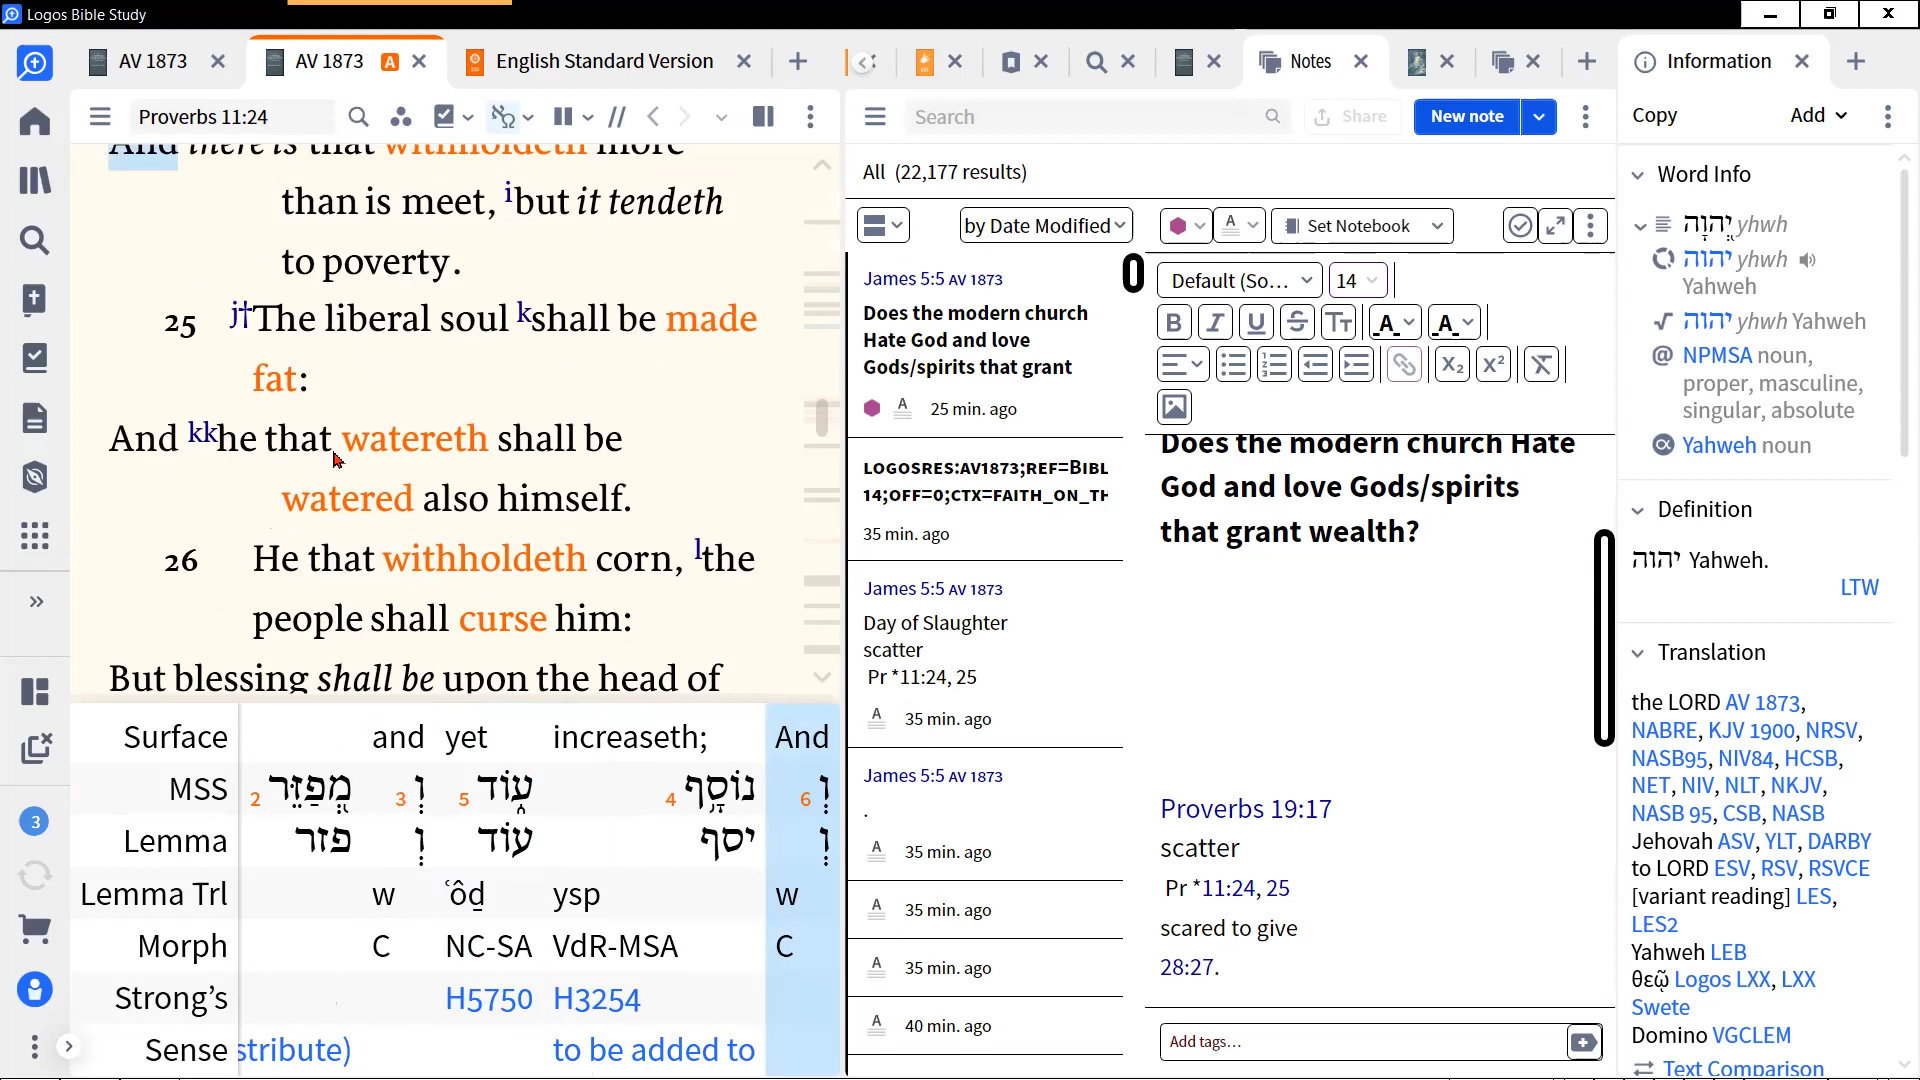 Logos Bible Study
AV 1873
AV 1873 A
English Standard Version
Notes
Information
Proverbs 11:24
Search
Share
New note
Copy
Add
And there is that withholdeth more
than is meet, i but it tendeth
to poverty.
25 j†The liberal soul kshall be made
fat:
And kkhe that watereth shall be
watered also himself.
26 He that withholdeth corn, lthe
people shall curse him:
But blessing shall be upon the head of
Surface and yet increaseth; And
MSS 2 מְ֭פַזֵּר 3 וְ 5 ע֑וֹד 4 נוֹסָ֥ף 6 וְ
Lemma פזר וְ עוֹד יסף וְ
Lemma Trl w ʿôḏ ysp w
Morph C NC-SA VdR-MSA C
Strong's H5750 H3254
Sense stribute) to be added to
3
All (22,177 results)
by Date Modified
Set Notebook
James 5:5 AV 1873
Does the modern church
Hate God and love
Gods/spirits that grant
25 min. ago
LOGOSRES:AV1873;REF=BIBL
14;OFF=0;CTX=FAITH_ON_TH
35 min. ago
James 5:5 AV 1873
Day of Slaughter
scatter
Pr *11:24, 25
35 min. ago
James 5:5 AV 1873
.
35 min. ago
35 min. ago
35 min. ago
40 min. ago
Default (So... 14
Does the modern church Hate
God and love Gods/spirits
that grant wealth?
Proverbs 19:17
scatter
Pr *11:24, 25
scared to give
28:27.
Add tags...
Word Info
יְ֭הוָה yhwh
יהוה yhwh
Yahweh
יהוה yhwh Yahweh
NPMSA noun,
proper, masculine,
singular, absolute
Yahweh noun
Definition
יהוה Yahweh.
LTW
Translation
the LORD AV 1873,
NABRE, KJV 1900, NRSV,
NASB95, NIV84, HCSB,
NET, NIV, NLT, NKJV,
NASB 95, CSB, NASB
Jehovah ASV, YLT, DARBY
to LORD ESV, RSV, RSVCE
[variant reading] LES,
LES2
Yahweh LEB
θεῷ Logos LXX, LXX
Swete
Domino VGCLEM
Text Comparison